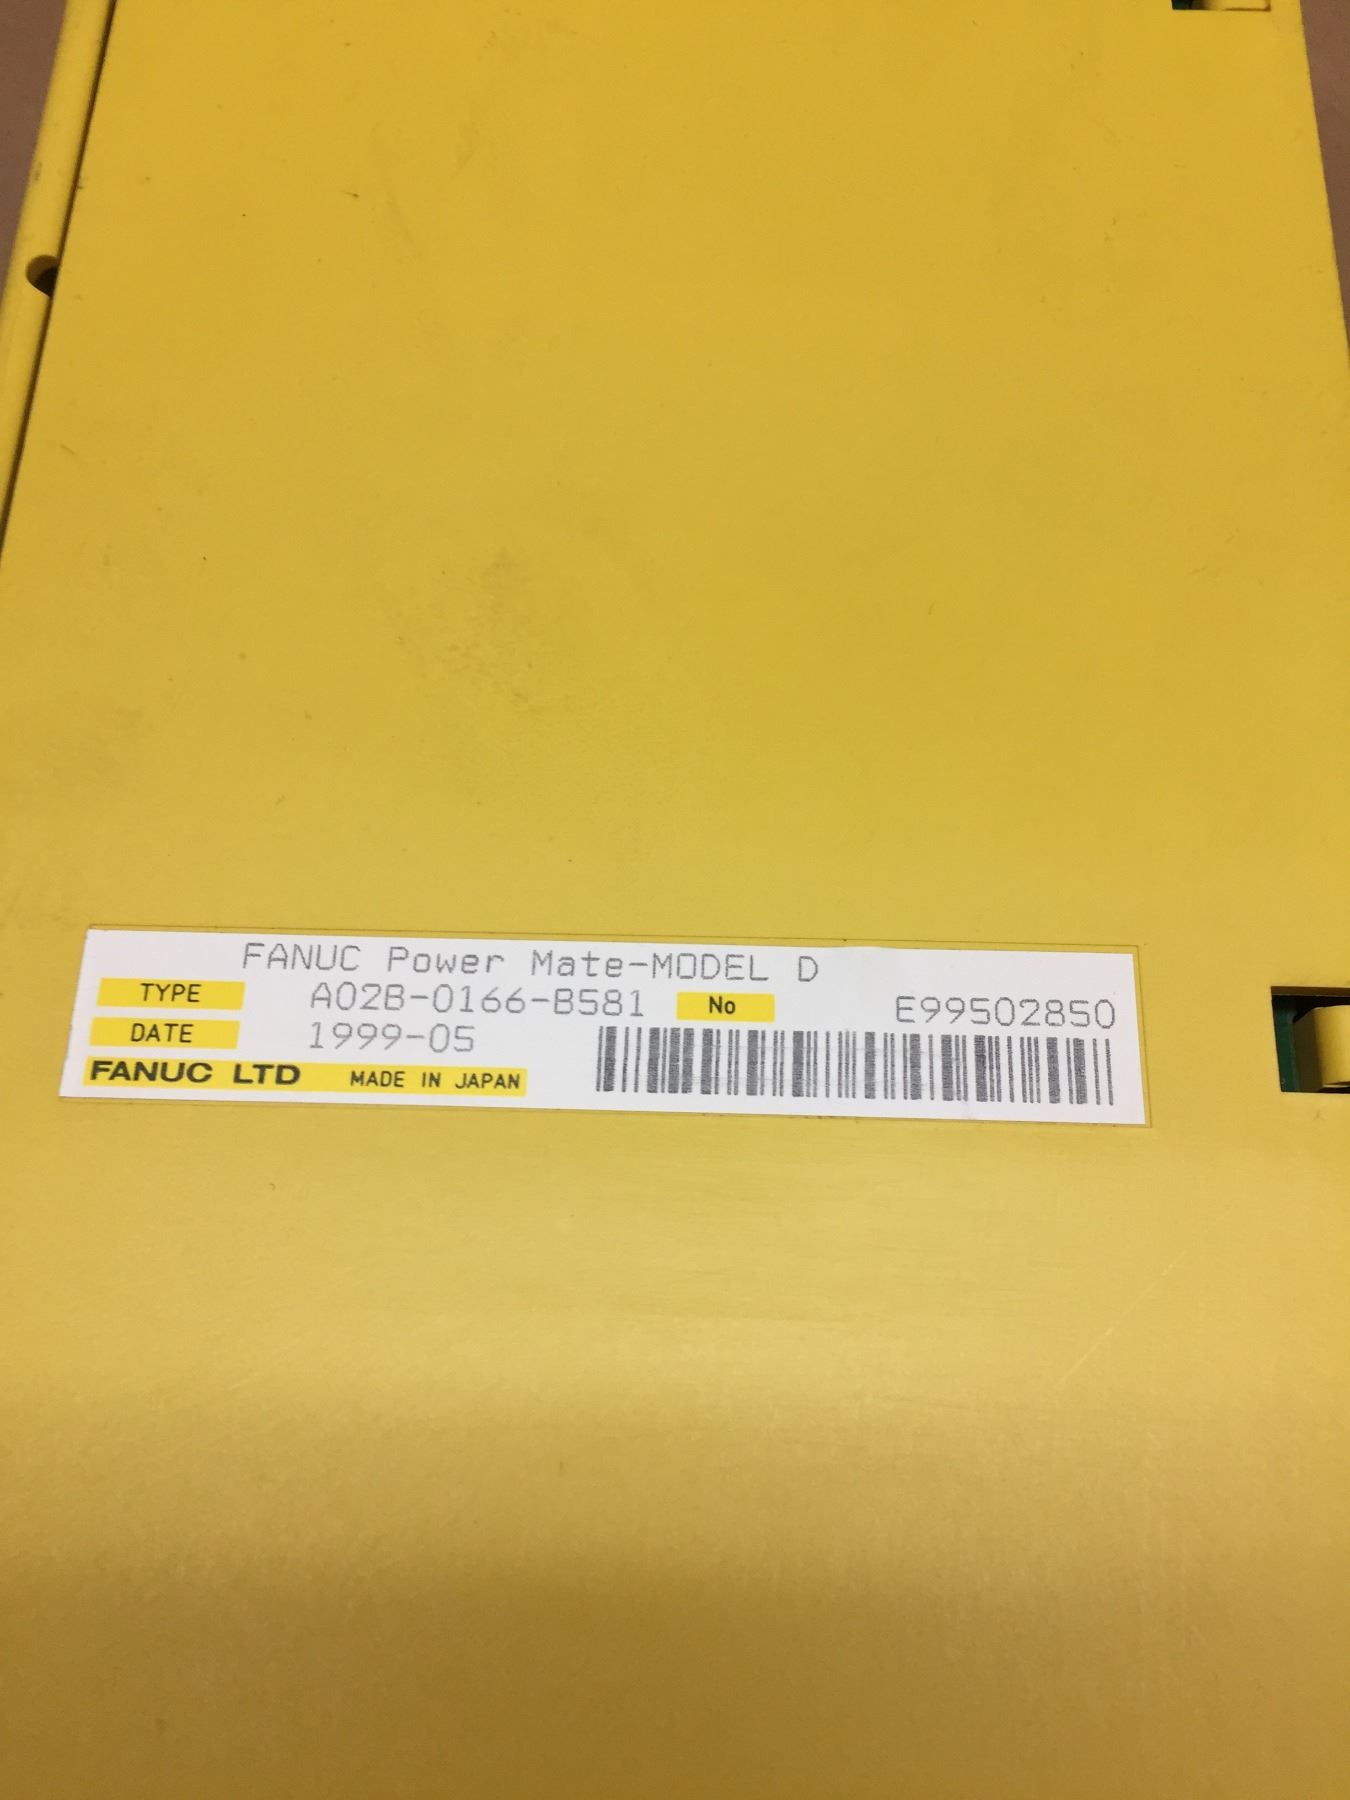 FANUC Power Mate-MODEL D
TYPE A02B-0166-B581 No E99502850
DATE 1999-05
FANUC LTD MADE IN JAPAN